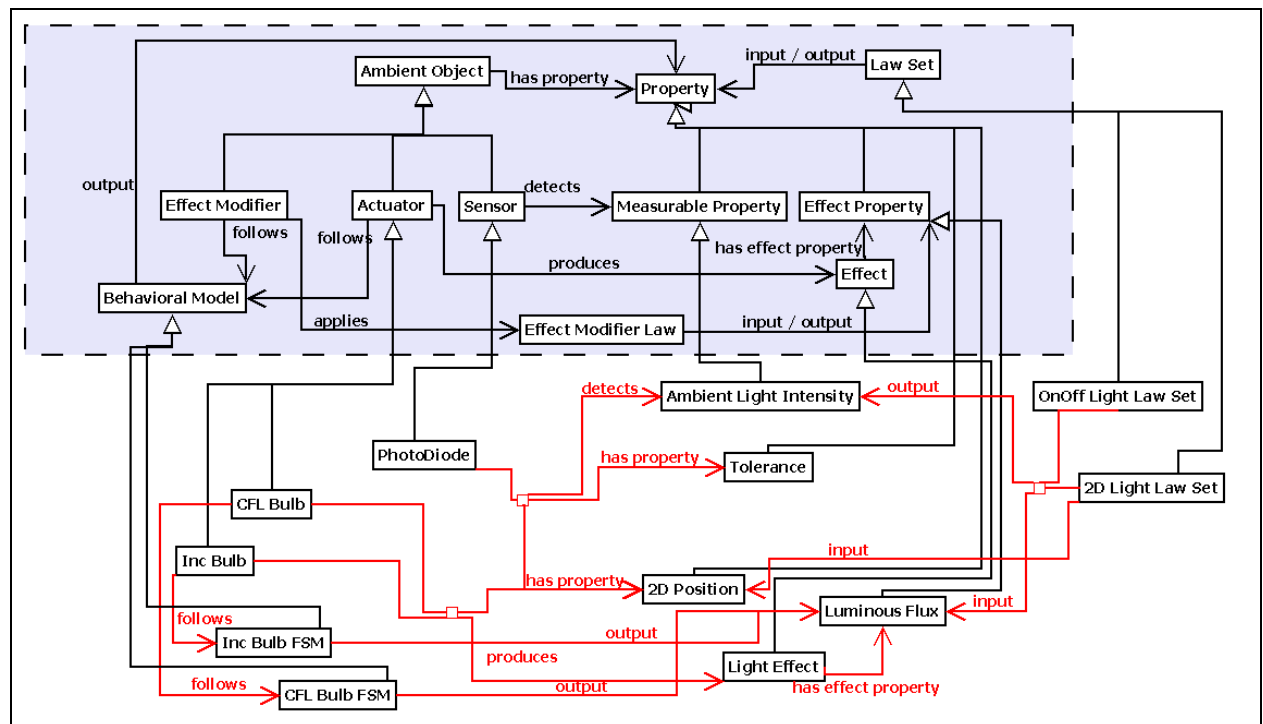 input / output
Law Set
Ambient Object
has property
Property
output
detects
Effect Modifier
Actuator
Sensor
Measurable Property
Effect Property
follows
follows
has effect property
produces
Effect
Behavioral Model
applies
Effect Modifier Law
input / output
detects
Ambient Light Intensity
output
OnOff Light Law Set
PhotoDiode
has property
Tolerance
2D Light Law Set
CFL Bulb
Inc Bulb
input
has property
2D Position
follows
Luminous Flux
input
Inc Bulb FSM
output
produces
Light Effect
follows
CFL Bulb FSM
output
has effect property